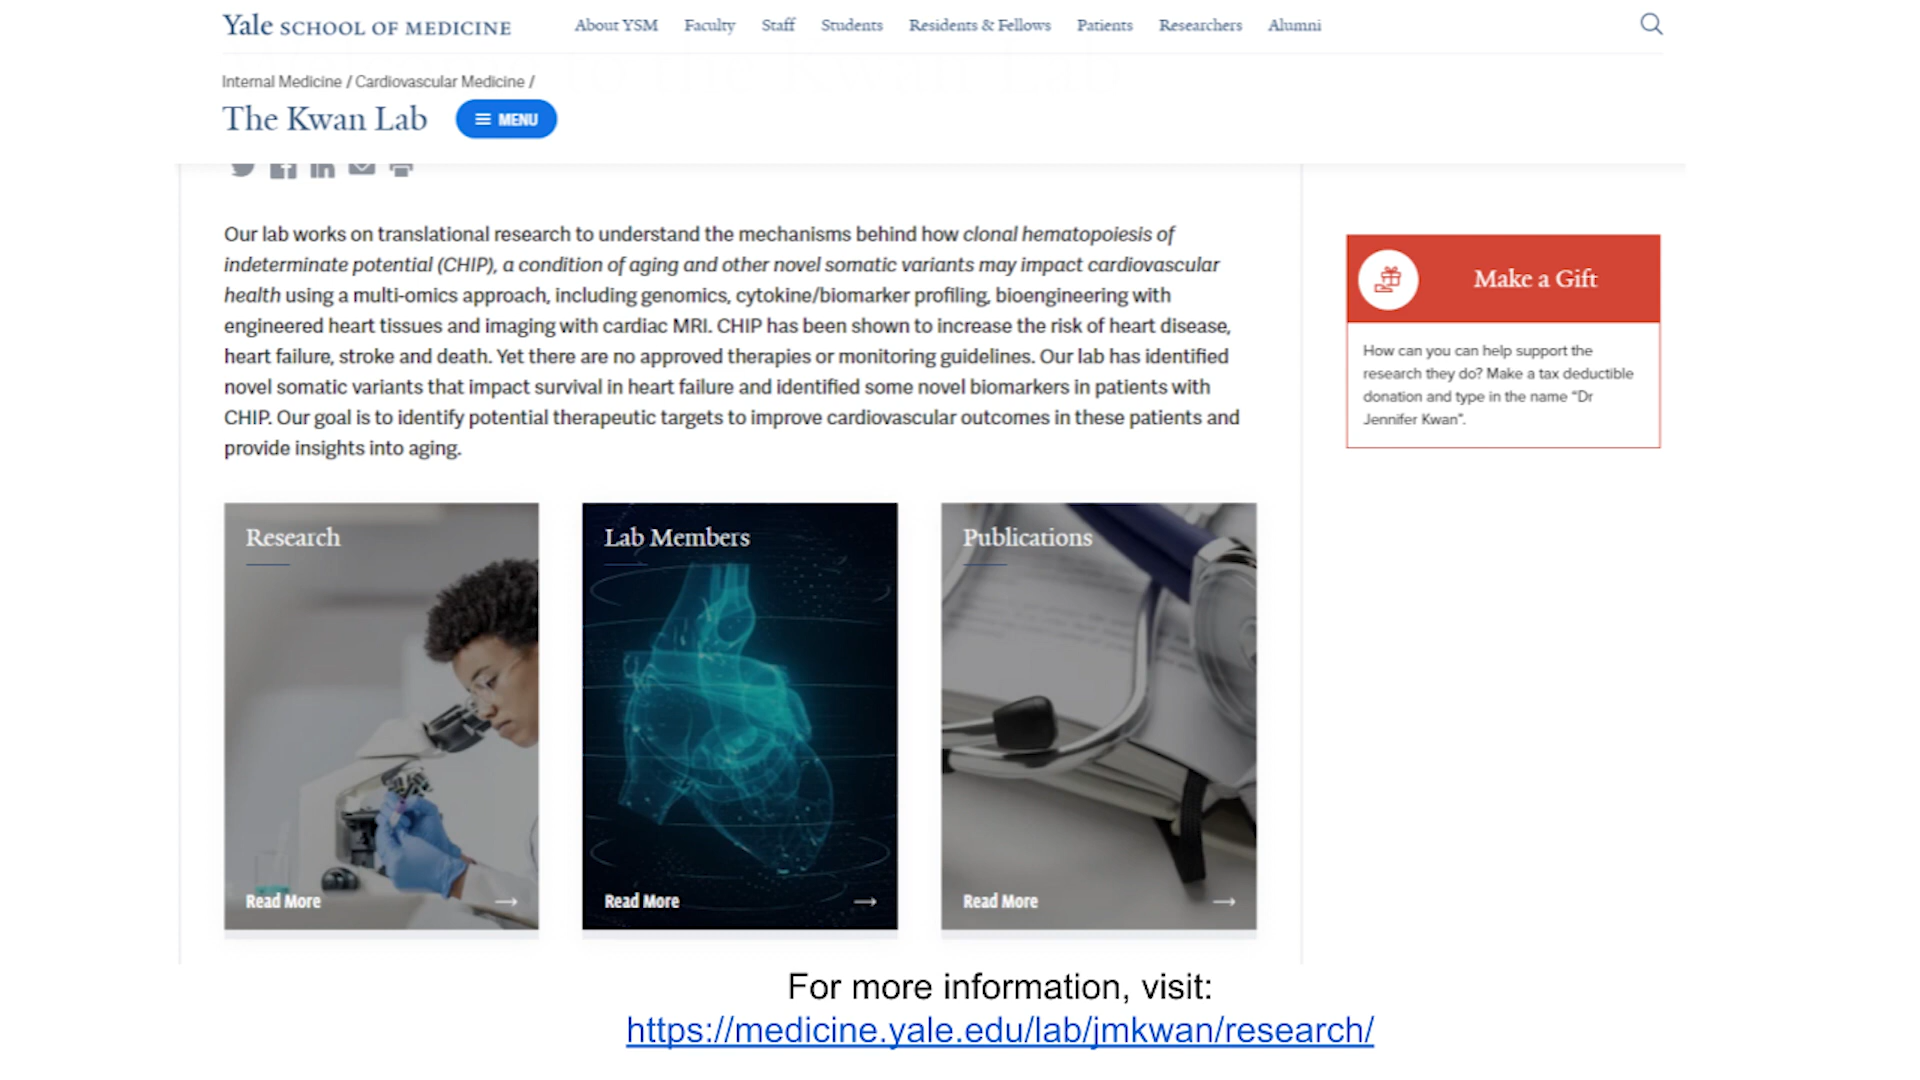 Yale SCHOOL OF MEDICINE
About YSM Faculty Staff Students Residents & Fellows Patients Researchers Alumni
Internal Medicine / Cardiovascular Medicine /
The Kwan Lab
MENU
Our lab works on translational research to understand the mechanisms behind how clonal hematopoiesis of
indeterminate potential (CHIP), a condition of aging and other novel somatic variants may impact cardiovascular
health using a multi-omics approach, including genomics, cytokine/biomarker profiling, bioengineering with
engineered heart tissues and imaging with cardiac MRI. CHIP has been shown to increase the risk of heart disease,
heart failure, stroke and death. Yet there are no approved therapies or monitoring guidelines. Our lab has identified
novel somatic variants that impact survival in heart failure and identified some novel biomarkers in patients with
CHIP. Our goal is to identify potential therapeutic targets to improve cardiovascular outcomes in these patients and
provide insights into aging.
Make a Gift
How can you can help support the
research they do? Make a tax deductible
donation and type in the name “Dr
Jennifer Kwan”.
Research
Read More
Lab Members
Read More
Publications
Read More
For more information, visit:
https://medicine.yale.edu/lab/jmkwan/research/